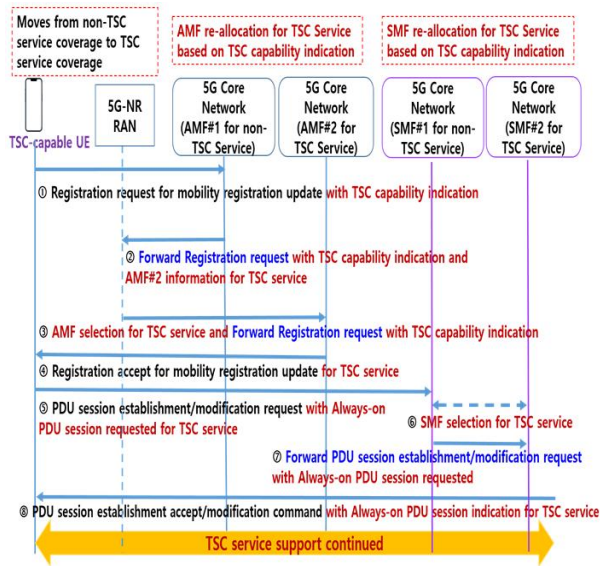 Moves from non-TSC
service coverage to TSC
service coverage
AMF re-allocation for TSC Service
based on TSC capability indication
SMF re-allocation for TSC Service
based on TSC capability indication
TSC-capable UE
5G-NR
RAN
5G Core
Network
(AMF#1 for non-
TSC Service)
5G Core
Network
(AMF#2 for
TSC Service)
5G Core
Network
(SMF#1 for non-
TSC Service)
5G Core
Network
(SMF#2 for
TSC Service)
① Registration request for mobility registration update with TSC capability indication
② Forward Registration request with TSC capability indication and
AMF#2 information for TSC service
③ AMF selection for TSC service and Forward Registration request with TSC capability indication
④ Registration accept for mobility registration update for TSC service
⑤ PDU session establishment/modification request with Always-on
PDU session requested for TSC service
⑥ SMF selection for TSC service
⑦ Forward PDU session establishment/modification request
with Always-on PDU session requested
⑧ PDU session establishment accept/modification command with Always-on PDU session indication for TSC service
TSC service support continued